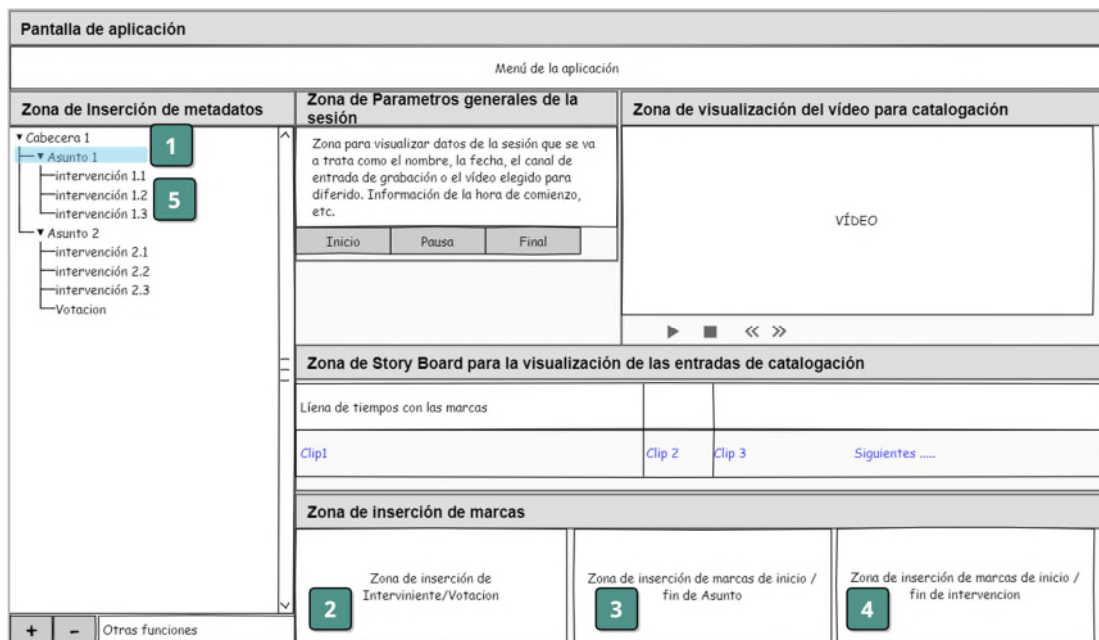 Pantalla de aplicación
Menú de la aplicación
Zona de Inserción de metadatos
Cabecera 1
Asunto 1
intervención 1.1
intervención 1.2
intervención 1.3
Asunto 2
intervención 2.1
intervención 2.2
intervención 2.3
Votacion
1
5
+
-
Otras funciones
Zona de Parametros generales de la
sesión
Zona para visualizar datos de la sesión que se va
a trata como el nombre, la fecha, el canal de
entrada de grabación o el vídeo elegido para
diferido. Información de la hora de comienzo,
etc.
Inicio
Pausa
Final
Zona de visualización del vídeo para catalogación
VÍDEO
Zona de Story Board para la visualización de las entradas de catalogación
Líena de tiempos con las marcas
Clip1
Clip 2
Clip 3
Siguientes .....
Zona de inserción de marcas
Zona de inserción de
Interviniente/Votacion
2
Zona de inserción de marcas de inicio /
fin de Asunto
3
Zona de inserción de marcas de inicio /
fin de intervencion
4